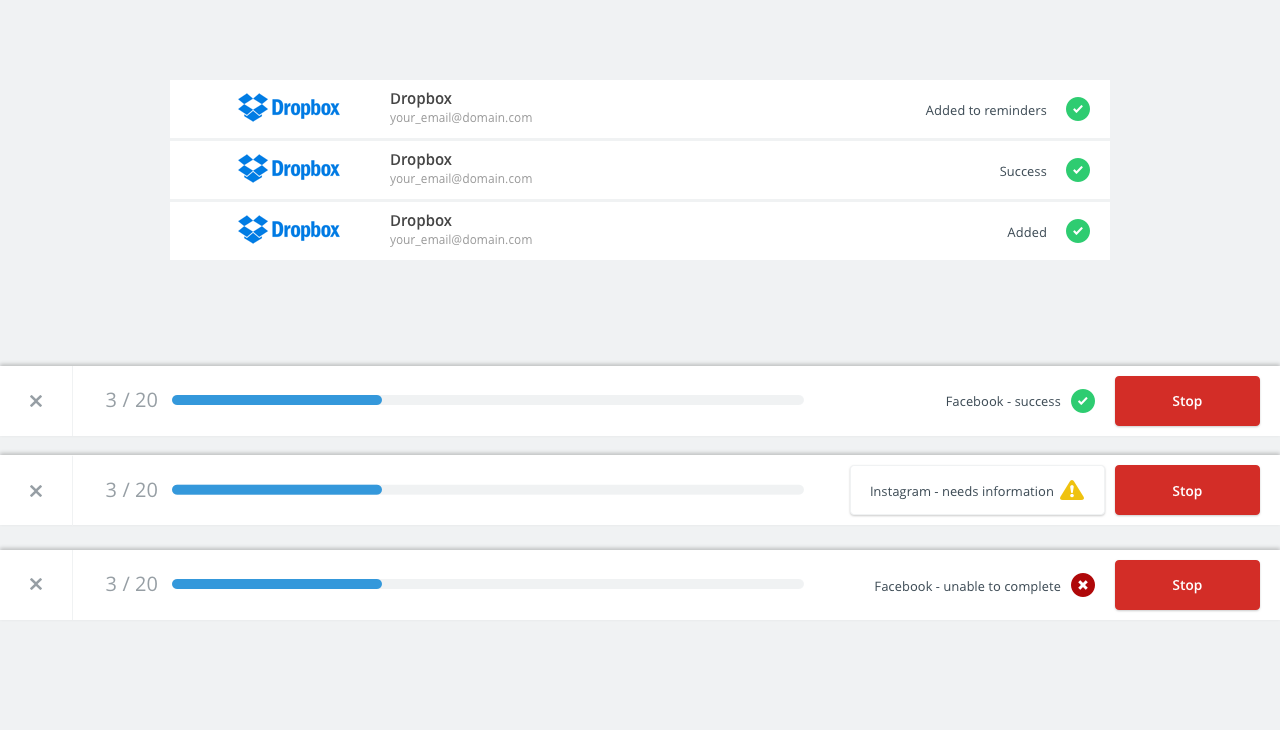 Dropbox
Dropbox
your_email@domain.com
Added to reminders
Dropbox
Dropbox
your_email@domain.com
Success
Dropbox
Dropbox
your_email@domain.com
Added
3 / 20
Facebook - success
Stop
3 / 20
Instagram - needs information
Stop
3 / 20
Facebook - unable to complete
Stop